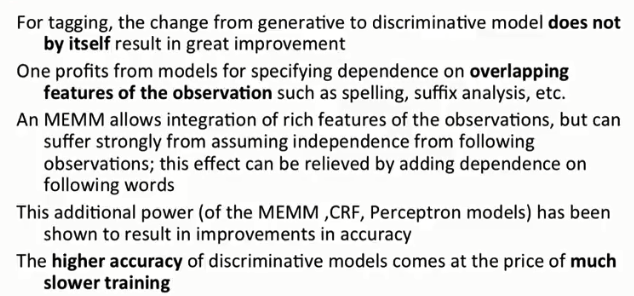 For tagging, the change from generative to discriminative model does not
by itself result in great improvement
One profits from models for specifying dependence on overlapping
features of the observation such as spelling, suffix analysis, etc.
An MEMM allows integration of rich features of the observations, but can
suffer strongly from assuming independence from following
observations; this effect can be relieved by adding dependence on
following words
This additional power (of the MEMM ,CRF, Perceptron models) has been
shown to result in improvements in accuracy
The higher accuracy of discriminative models comes at the price of much
slower training